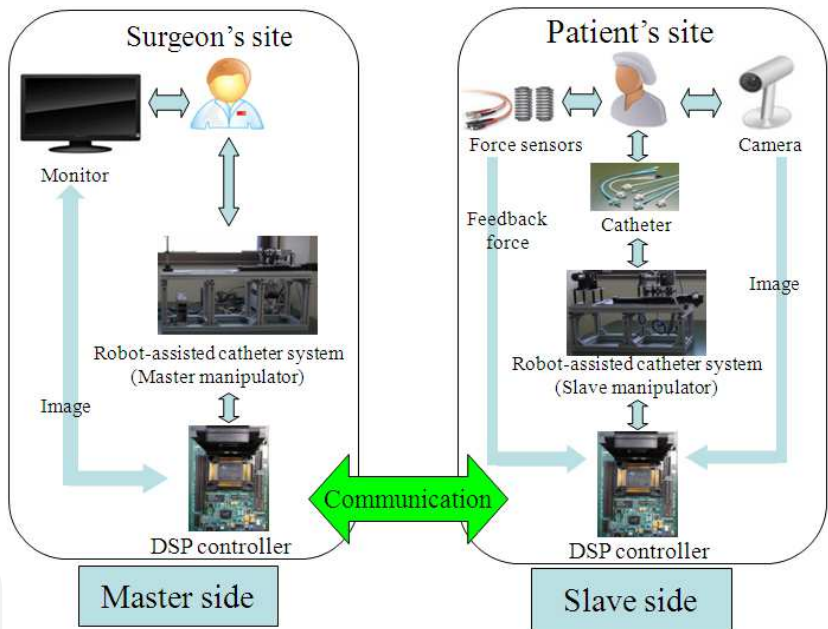 Surgeon's site
Monitor
Robot-assisted catheter system
(Master manipulator)
Image
DSP controller
Master side
Communication
Patient's site
Force sensors
Camera
Feedback
force
Catheter
Image
Robot-assisted catheter system
(Slave manipulator)
DSP controller
Slave side